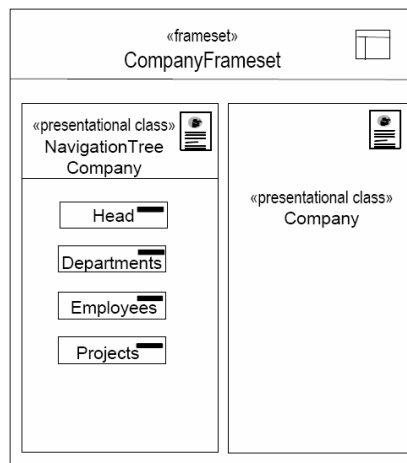 «frameset»
CompanyFrameset
«presentational class»
NavigationTree
Company
Head
Departments
Employees
Projects
«presentational class»
Company